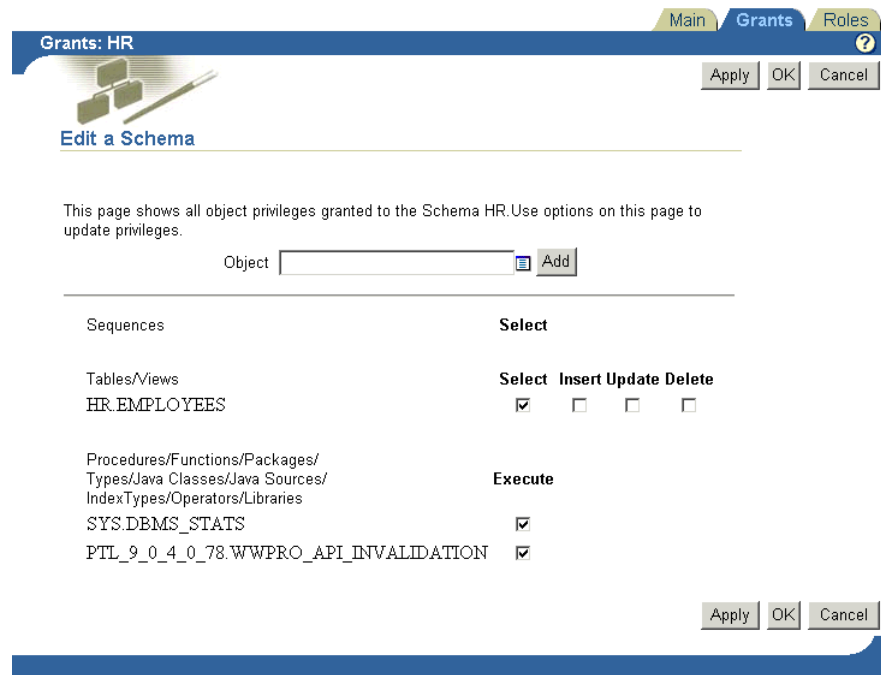 Main Grants Roles
Grants: HR ?
Apply OK Cancel
Edit a Schema
This page shows all object privileges granted to the Schema HR.Use options on this page to
update privileges.
Object Add
Sequences Select
Tables/Views Select Insert Update Delete
HR.EMPLOYEES
Procedures/Functions/Packages/
Types/Java Classes/Java Sources/ Execute
IndexTypes/Operators/Libraries
SYS.DBMS_STATS
PTL_9_0_4_0_78.WWPRO_API_INVALIDATION
Apply OK Cancel